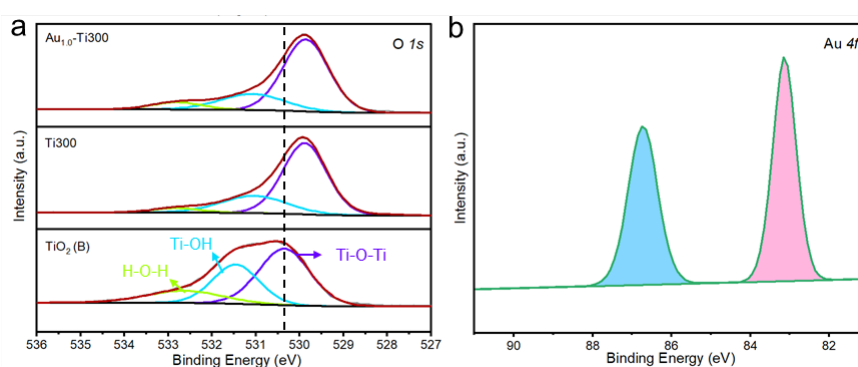 a
Au1.0-Ti300
O 1s
Ti300
TiO2 (B)
Ti-OH
H-O-H
Ti-O-Ti
Intensity (a.u.)
536 535 534 533 532 531 530 529 528 527
Binding Energy (eV)
b
Au 4f
Intensity (a.u.)
90 88 86 84 82
Binding Energy (eV)